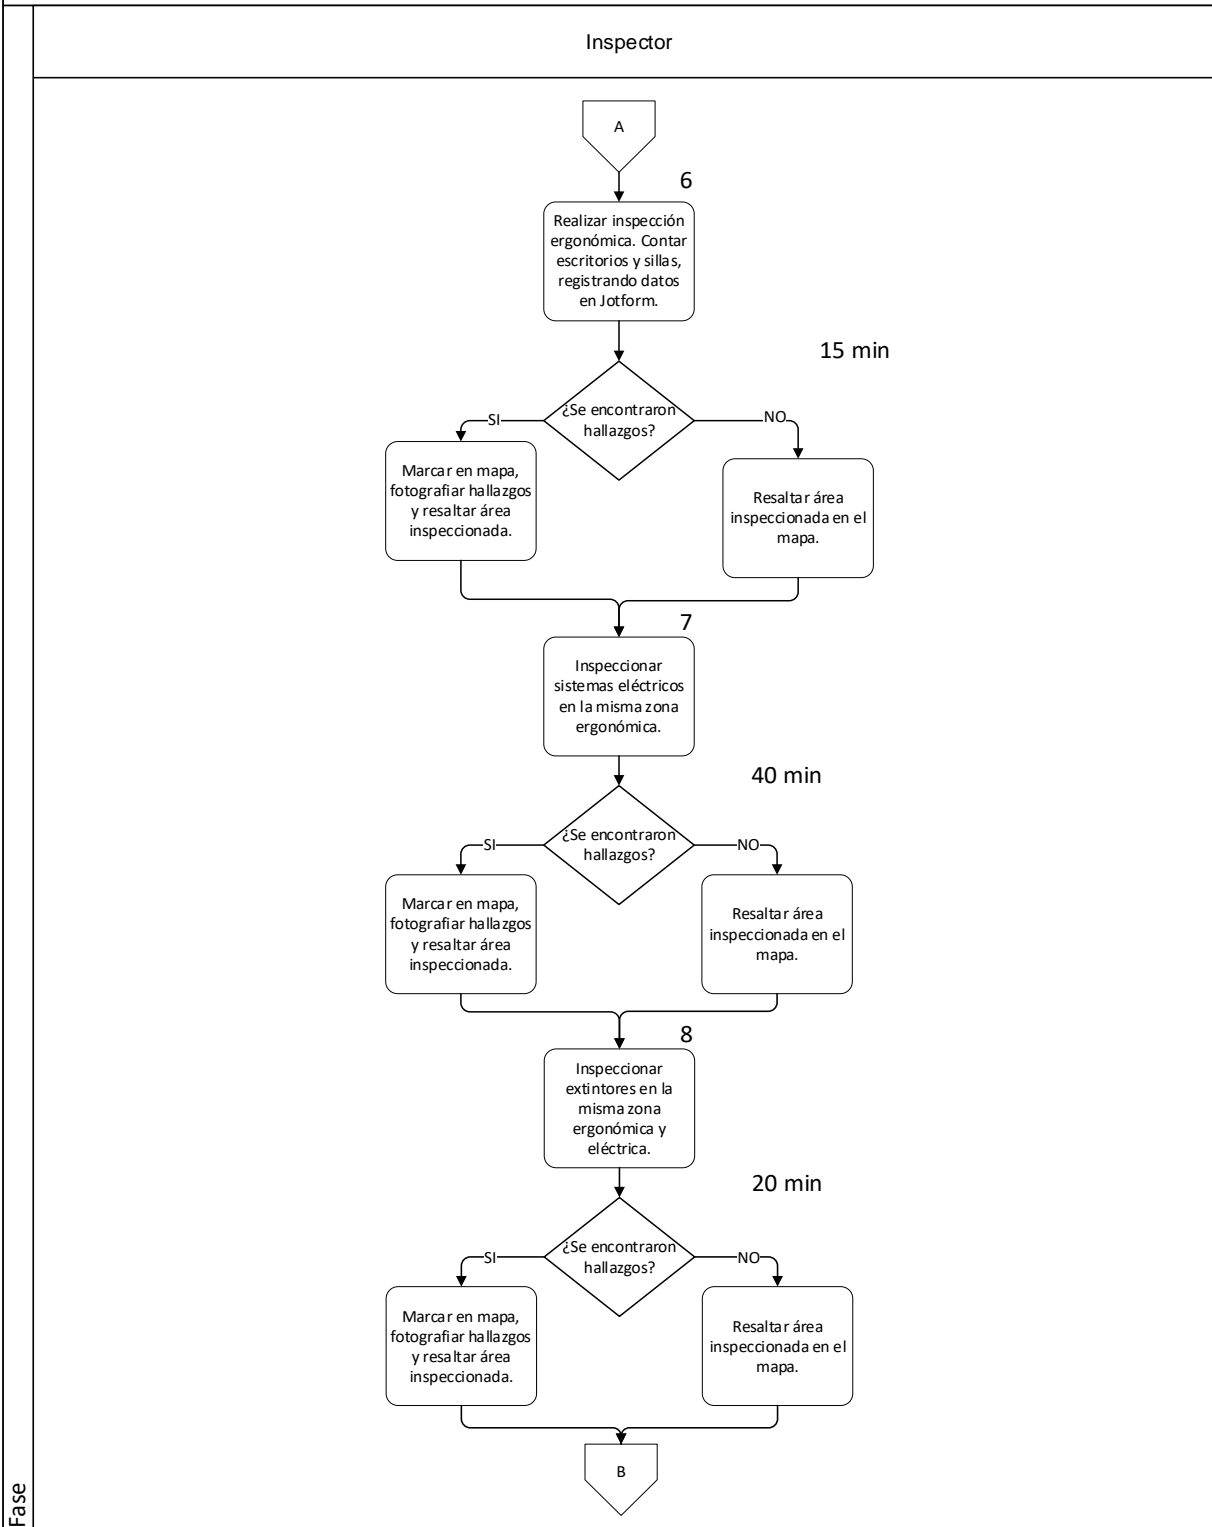 Inspector
A
6
Realizar inspección
ergonómica. Contar
escritorios y sillas,
registrando datos
en Jotform.
15 min
¿Se encontraron
hallazgos?
SI
NO
Marcar en mapa,
fotografiar hallazgos
y resaltar área
inspeccionada.
Resaltar área
inspeccionada en el
mapa.
7
Inspeccionar
sistemas eléctricos
en la misma zona
ergonómica.
40 min
¿Se encontraron
hallazgos?
SI
NO
Marcar en mapa,
fotografiar hallazgos
y resaltar área
inspeccionada.
Resaltar área
inspeccionada en el
mapa.
8
Inspeccionar
extintores en la
misma zona
ergonómica y
eléctrica.
20 min
¿Se encontraron
hallazgos?
SI
NO
Marcar en mapa,
fotografiar hallazgos
y resaltar área
inspeccionada.
Resaltar área
inspeccionada en el
mapa.
B
Fase